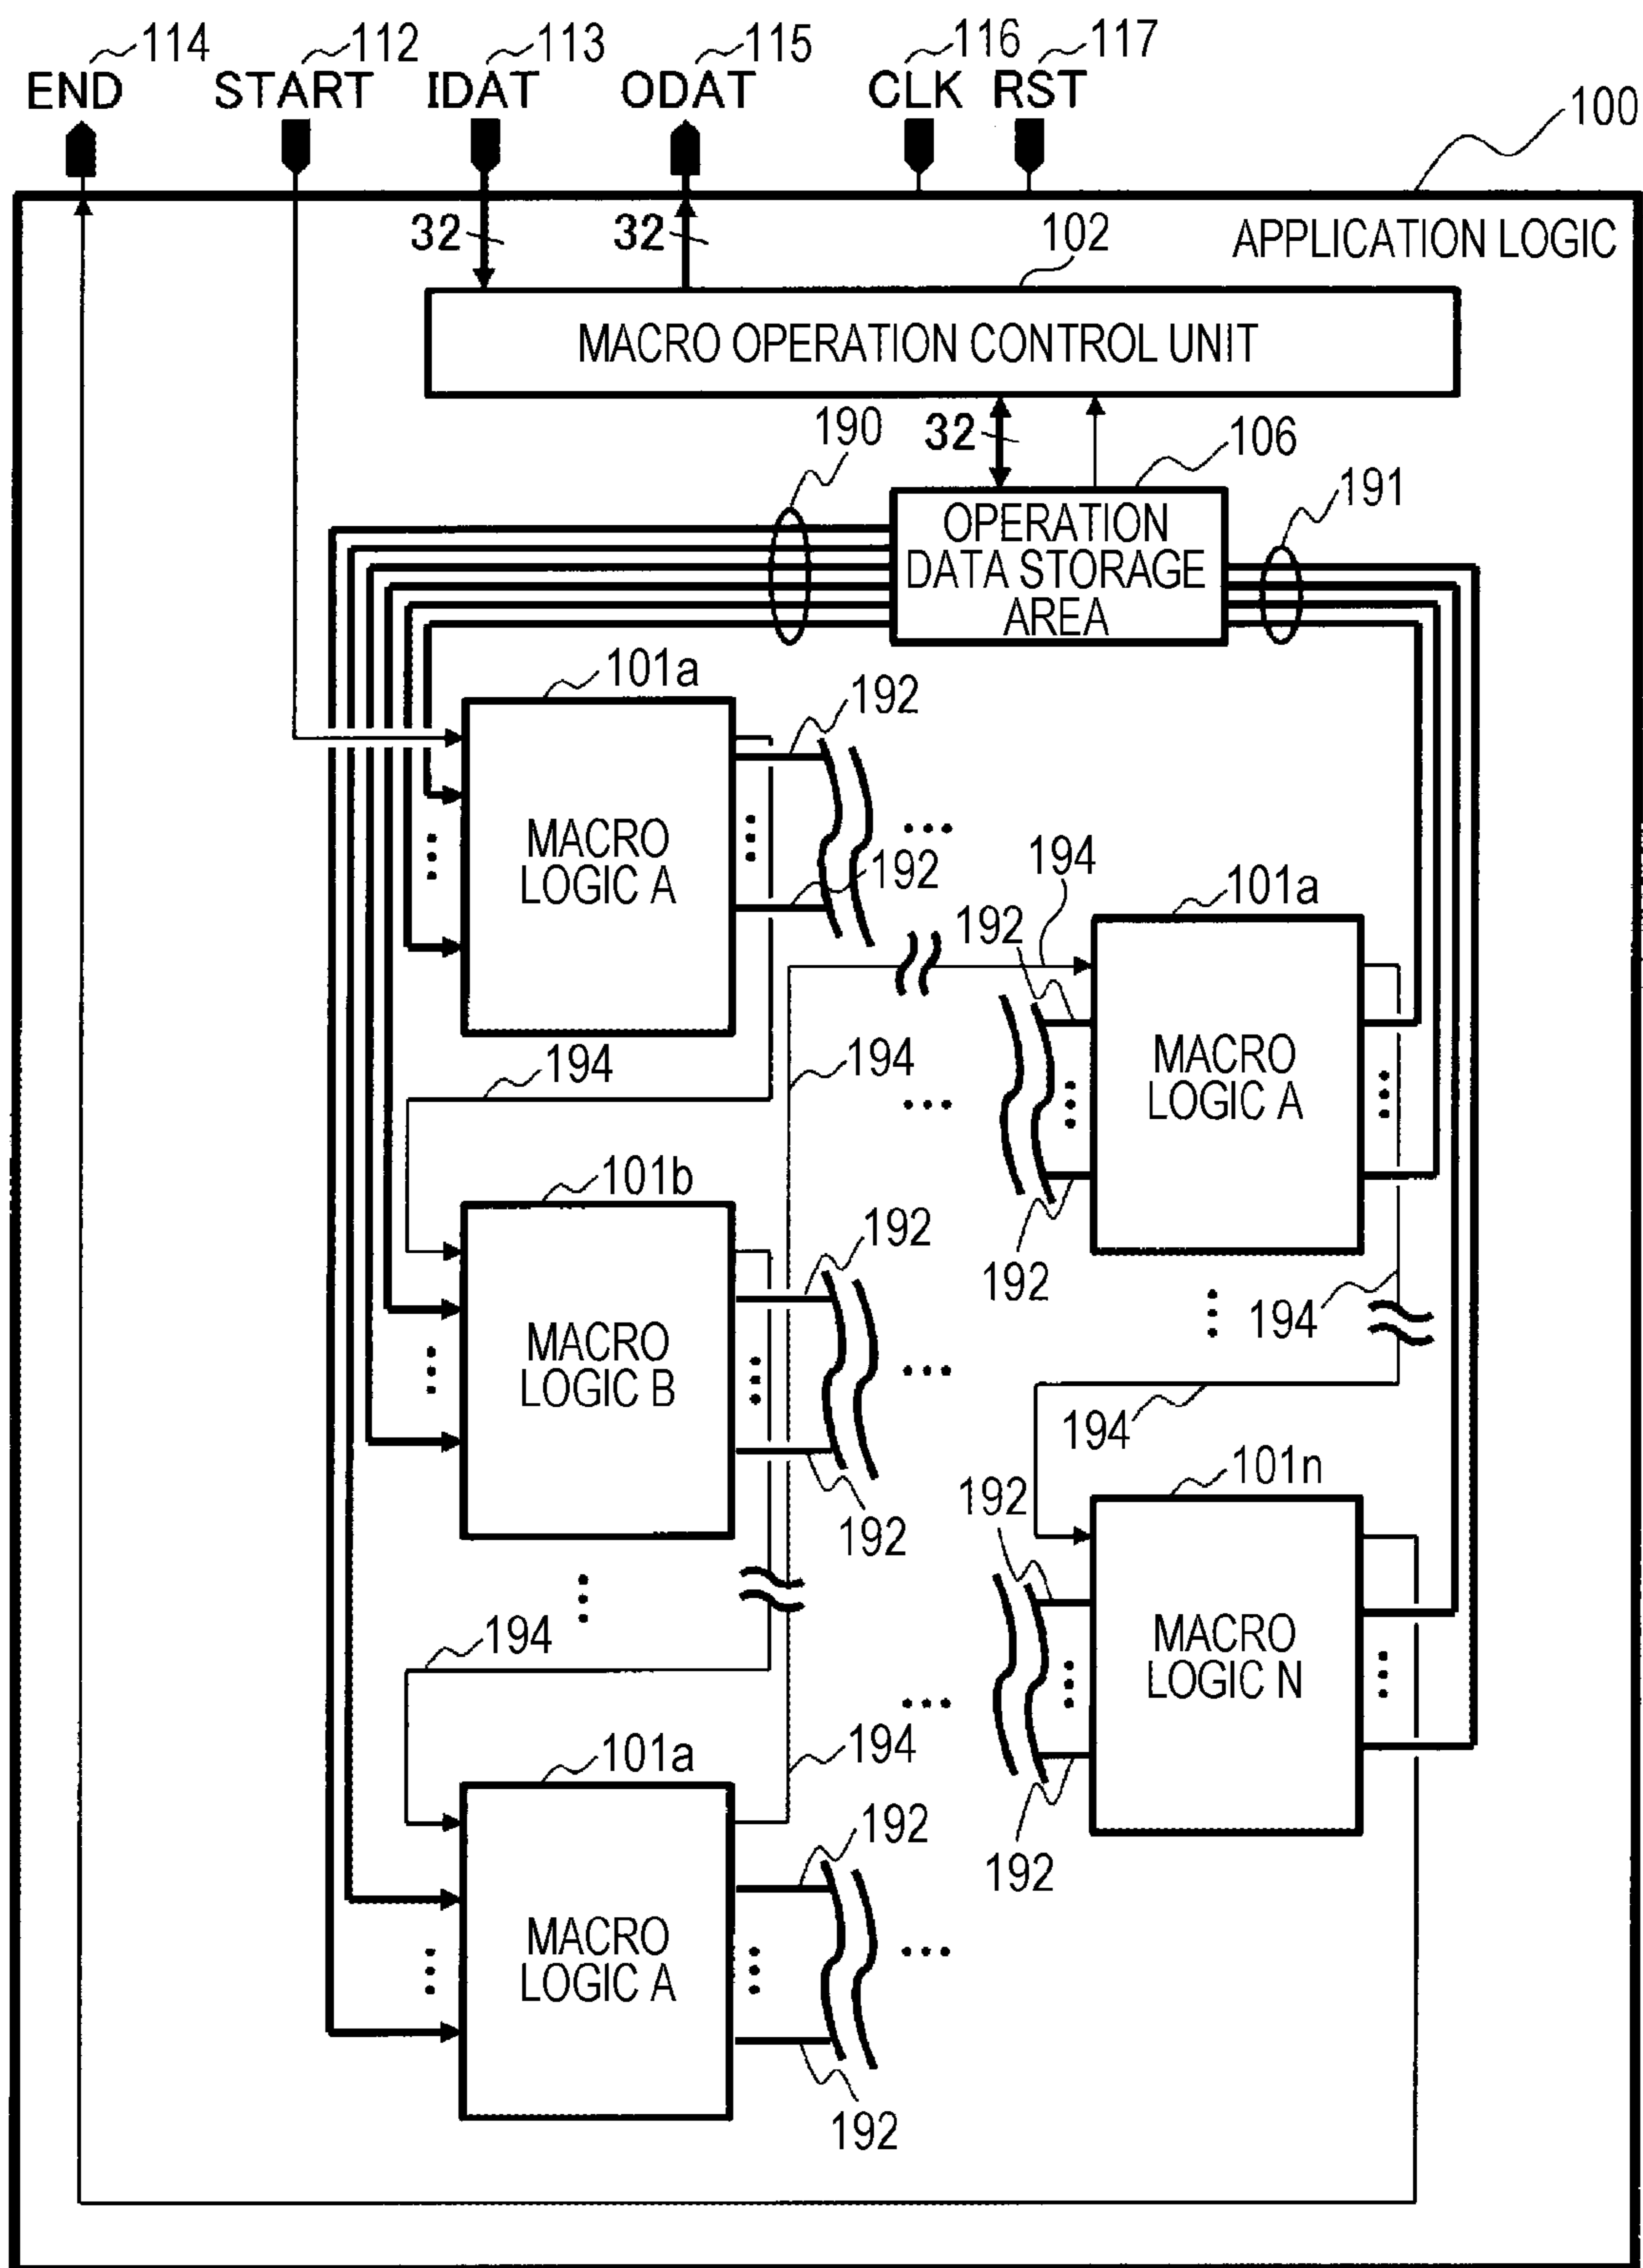 114 112 113 115 116 117
END START IDAT ODAT CLK RST
100
32 32 102 APPLICATION LOGIC
MACRO OPERATION CONTROL UNIT
190 32 106
191
OPERATION
DATA STORAGE
AREA
101a
192
MACRO
LOGIC A
...
192
194
101a
192
MACRO
LOGIC A
194
194
...
101b
192
192
194
MACRO
LOGIC B
...
194
192
101n
192
194
MACRO
LOGIC N
...
101a
194
192
192
MACRO
LOGIC A
...
192